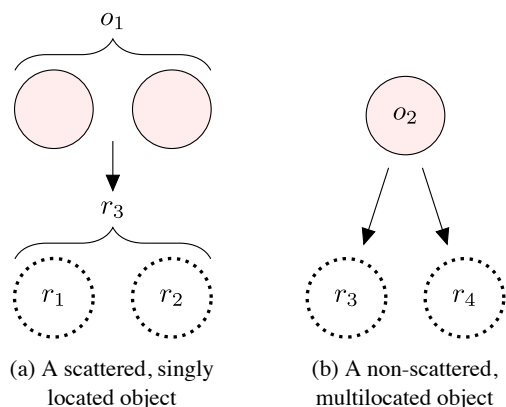 o₁
r₃
r₁ r₂
(a) A scattered, singly
located object
o₂
r₃ r₄
(b) A non-scattered,
multilocated object